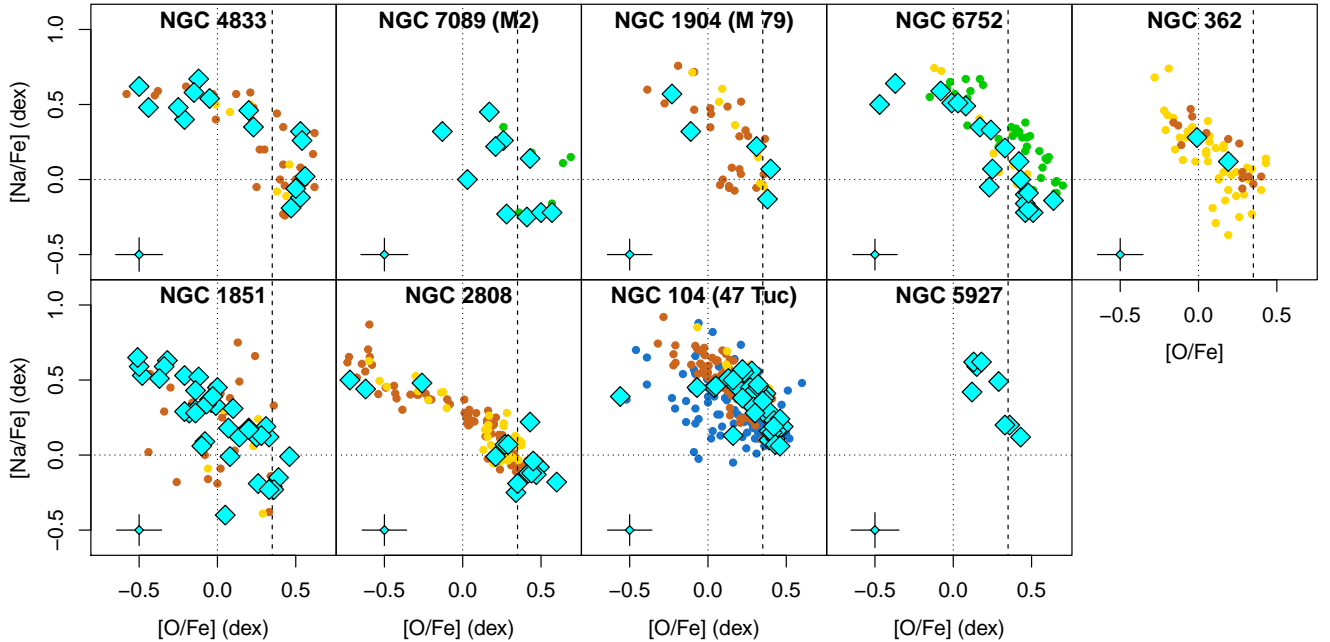 NGC 4833 NGC 7089 (M2) NGC 1904 (M 79) NGC 6752 NGC 362
1.0
0.5
0.0
−0.5
[Na/Fe] (dex)
NGC 1851 NGC 2808 NGC 104 (47 Tuc) NGC 5927
−0.5 0.0 0.5
[O/Fe]
1.0
0.5
0.0
−0.5
[Na/Fe] (dex)
−0.5 0.0 0.5 −0.5 0.0 0.5 −0.5 0.0 0.5 −0.5 0.0 0.5
[O/Fe] (dex) [O/Fe] (dex) [O/Fe] (dex) [O/Fe] (dex)